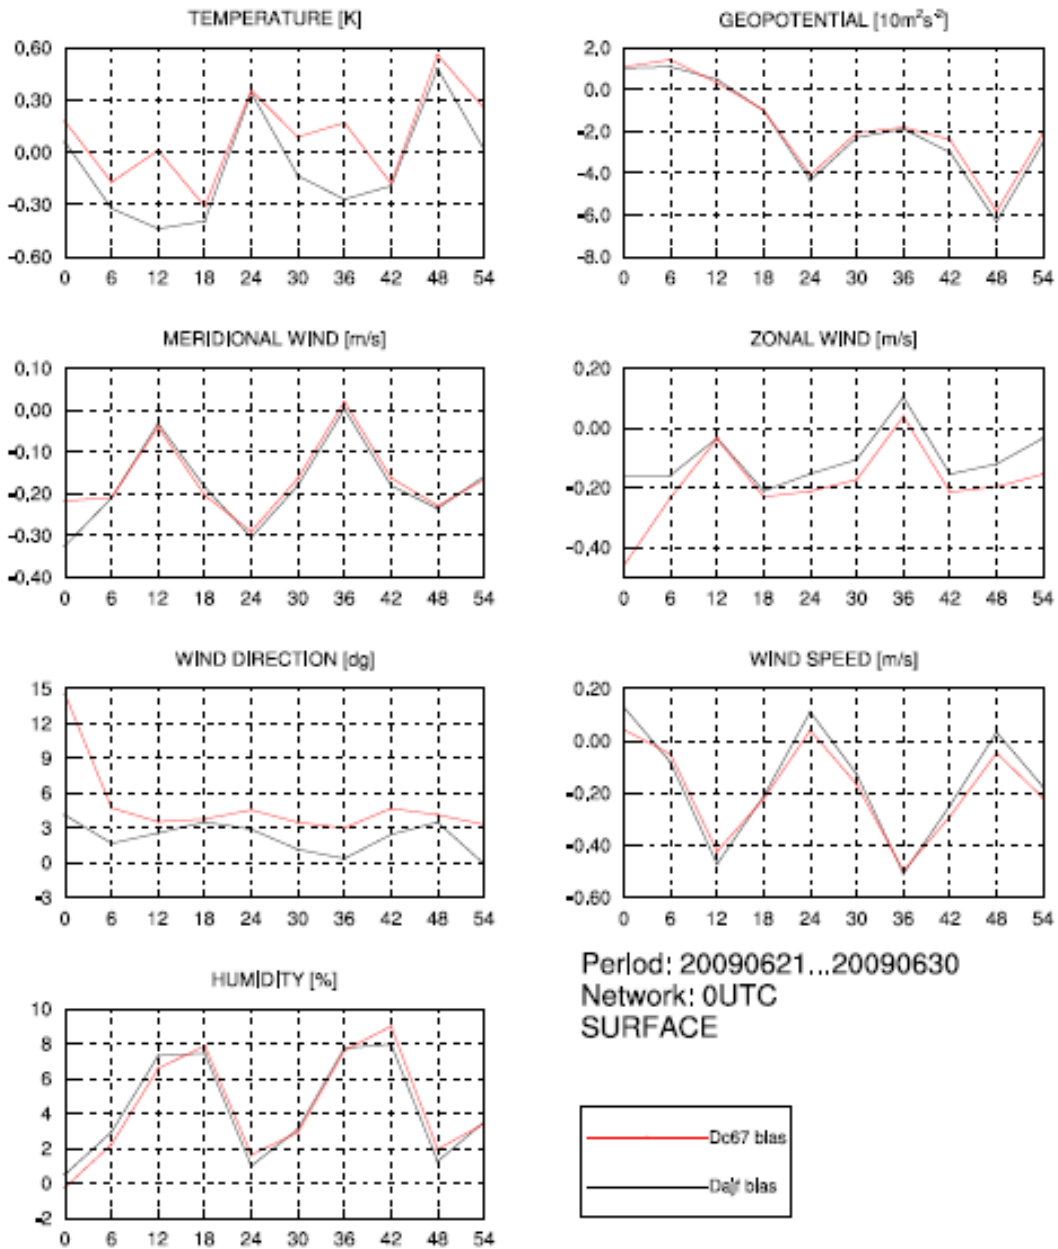 TEMPERATURE [K]
0.60
0.30
0.00
-0.30
-0.60
0 6 12 18 24 30 36 42 48 54
GEOPOTENTIAL [10m²s⁻²]
2.0
0.0
-2.0
-4.0
-6.0
-8.0
0 6 12 18 24 30 36 42 48 54
MERIDIONAL WIND [m/s]
0.10
0.00
-0.10
-0.20
-0.30
-0.40
0 6 12 18 24 30 36 42 48 54
ZONAL WIND [m/s]
0.20
0.00
-0.20
-0.40
0 6 12 18 24 30 36 42 48 54
WIND DIRECTION [dg]
15
12
9
6
3
0
-3
0 6 12 18 24 30 36 42 48 54
WIND SPEED [m/s]
0.20
0.00
-0.20
-0.40
-0.60
0 6 12 18 24 30 36 42 48 54
HUMIDITY [%]
10
8
6
4
2
0
-2
0 6 12 18 24 30 36 42 48 54
Period: 20090621...20090630
Network: 0UTC
SURFACE
Dc67 bias
Dajf bias